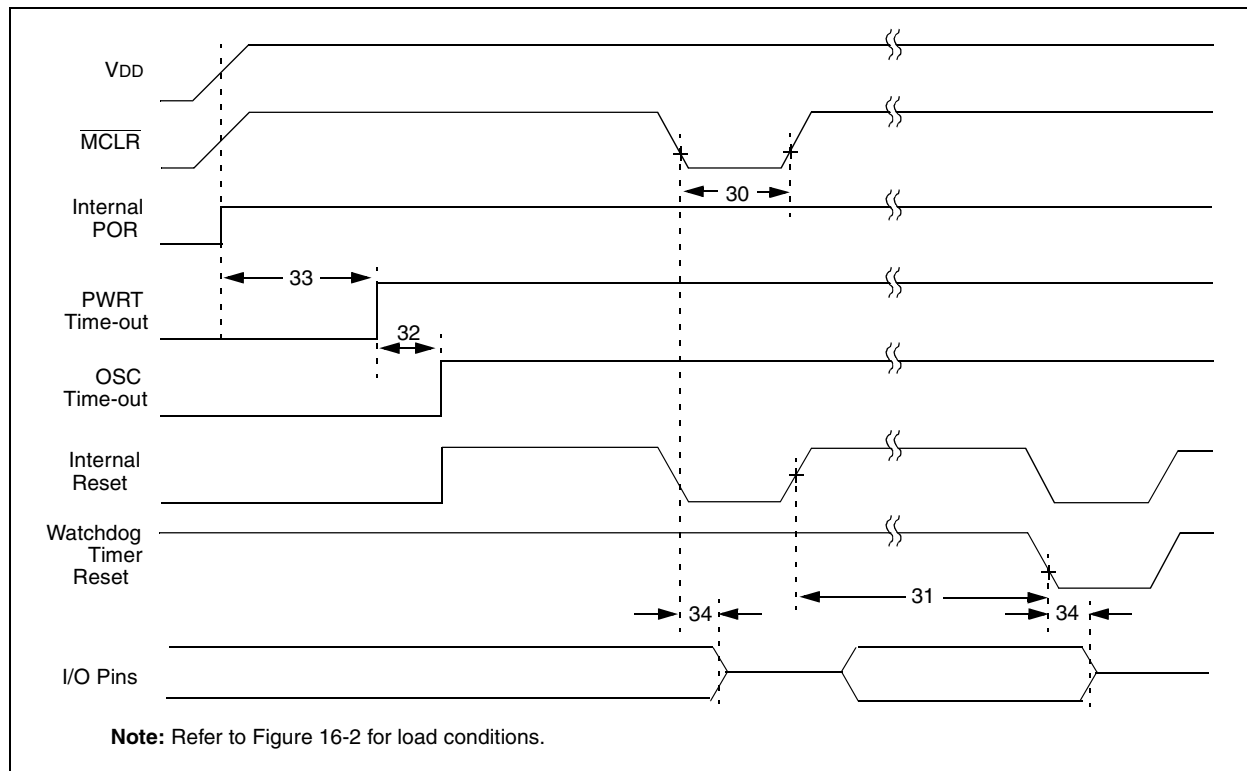 VDD
MCLR
30
Internal
POR
33
PWRT
Time-out
32
OSC
Time-out
Internal
Reset
Watchdog
Timer
Reset
31
34
34
I/O Pins
Note: Refer to Figure 16-2 for load conditions.